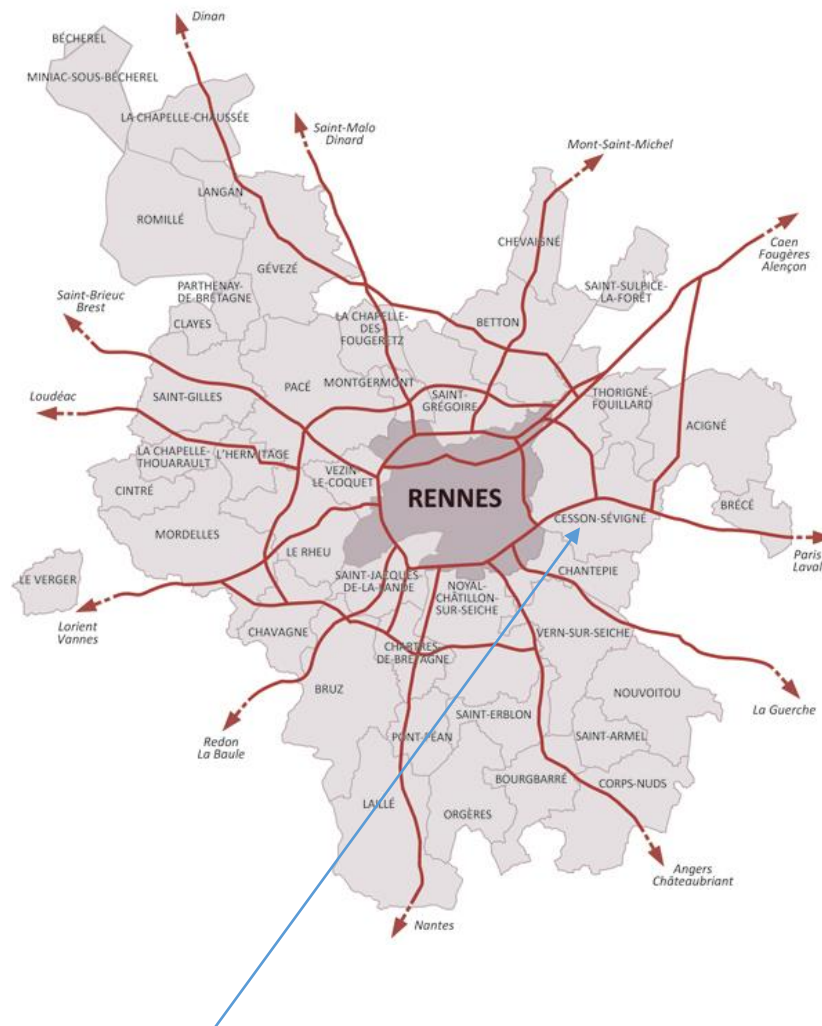 Dinan
BÉCHEREL
MINIAC-SOUS-BÉCHEREL
LA CHAPELLE-CHAUSSÉE
Saint-Malo
Dinard
Mont-Saint-Michel
LANGAN
ROMILLÉ
CHEVAIGNÉ
Caen
Fougères
Alençon
GÉVEZÉ
SAINT-SULPICE-
LA-FORÊT
PARTHENAY-
DE-BRETAGNE
Saint-Brieuc
Brest
CLAYES
LA CHAPELLE-
DES-
FOUGERETZ
BETTON
PACÉ
MONTGERMONT
SAINT-
GRÉGOIRE
THORIGNÉ-
FOUILLARD
SAINT-GILLES
Loudéac
ACIGNÉ
LA CHAPELLE-
THOUARAULT
L'HERMITAGE
VEZIN-
LE-COQUET
CINTRÉ
RENNES
BRÉCÉ
CESSON-SÉVIGNÉ
MORDELLES
LE RHEU
Paris
Laval
CHANTEPIE
LE VERGER
SAINT-JACQUES-
DE-LA-LANDE
NOYAL-
CHÂTILLON-
SUR-SEICHE
Lorient
Vannes
CHAVAGNE
VERN-SUR-SEICHE
CHARTRES-
DE-BRETAGNE
BRUZ
NOUVOITOU
La Guerche
SAINT-ERBLON
Redon
La Baule
PONT-PÉAN
SAINT-ARMEL
BOURGBARRÉ
CORPS-NUDS
LAILLÉ
ORGÈRES
Angers
Châteaubriant
Nantes